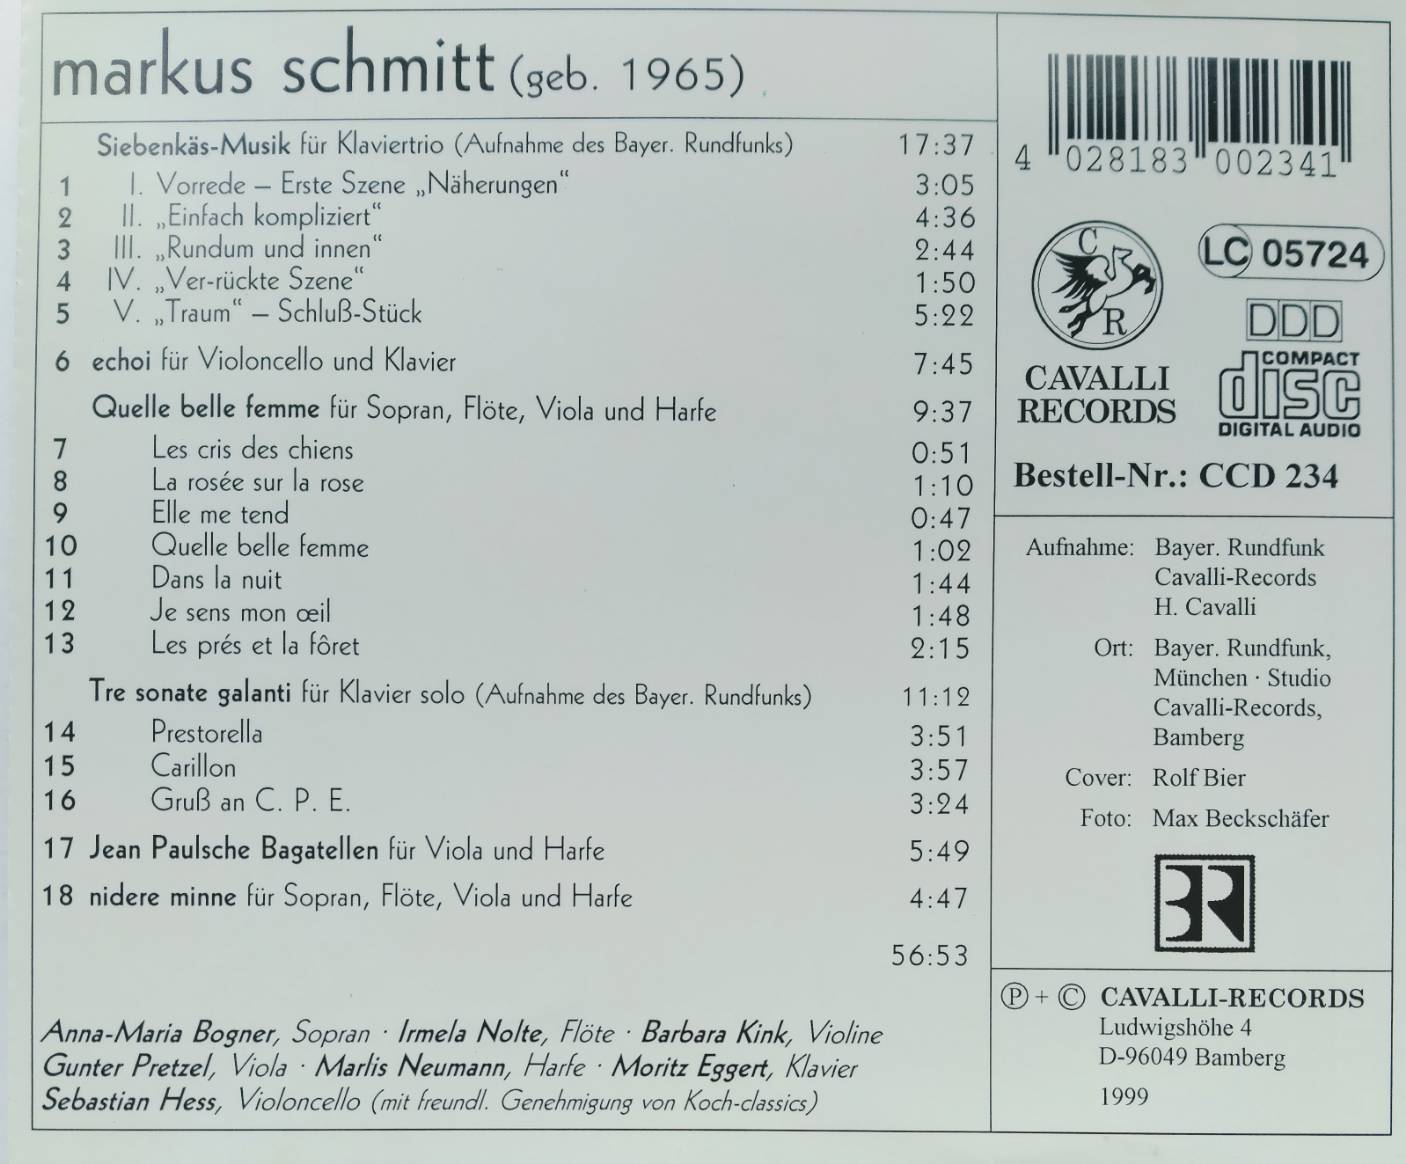 markus schmitt (geb. 1965)
Siebenkäs-Musik für Klaviertrio (Aufnahme des Bayer. Rundfunks) 17:37
1 I. Vorrede – Erste Szene „Näherungen“ 3:05
2 II. „Einfach kompliziert“ 4:36
3 III. „Rundum und innen“ 2:44
4 IV. „Ver-rückte Szene“ 1:50
5 V. „Traum“ – Schluß-Stück 5:22
6 echoi für Violoncello und Klavier 7:45
Quelle belle femme für Sopran, Flöte, Viola und Harfe 9:37
7 Les cris des chiens 0:51
8 La rosée sur la rose 1:10
9 Elle me tend 0:47
10 Quelle belle femme 1:02
11 Dans la nuit 1:44
12 Je sens mon œil 1:48
13 Les prés et la fôret 2:15
Tre sonate galanti für Klavier solo (Aufnahme des Bayer. Rundfunks) 11:12
14 Prestorella 3:51
15 Carillon 3:57
16 Gruß an C. P. E. 3:24
17 Jean Paulsche Bagatellen für Viola und Harfe 5:49
18 nidere minne für Sopran, Flöte, Viola und Harfe 4:47
56:53
Anna-Maria Bogner, Sopran · Irmela Nolte, Flöte · Barbara Kink, Violine
Gunter Pretzel, Viola · Marlis Neumann, Harfe · Moritz Eggert, Klavier
Sebastian Hess, Violoncello (mit freundl. Genehmigung von Koch-classics)
4 028183 002341
C
R
CAVALLI
RECORDS
LC 05724
DDD
COMPACT
disc
DIGITAL AUDIO
Bestell-Nr.: CCD 234
Aufnahme: Bayer. Rundfunk
Cavalli-Records
H. Cavalli
Ort: Bayer. Rundfunk,
München · Studio
Cavalli-Records,
Bamberg
Cover: Rolf Bier
Foto: Max Beckschäfer
BR
Ⓟ + © CAVALLI-RECORDS
Ludwigshöhe 4
D-96049 Bamberg
1999